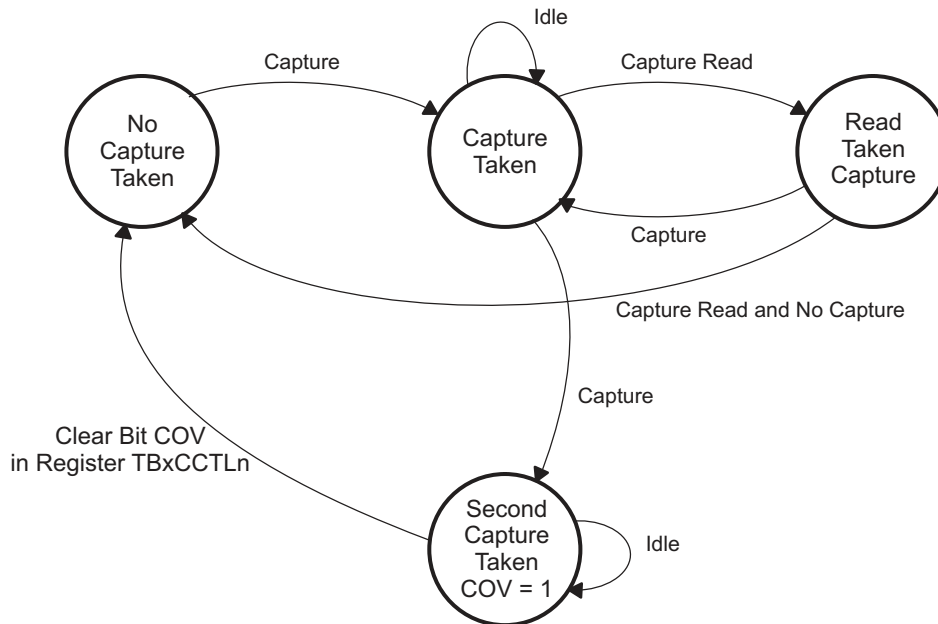 Idle
Capture
Capture Read
No
Capture
Taken
Capture
Taken
Read
Taken
Capture
Capture
Capture Read and No Capture
Capture
Clear Bit COV
in Register TBxCCTLn
Second
Capture
Taken
COV = 1
Idle